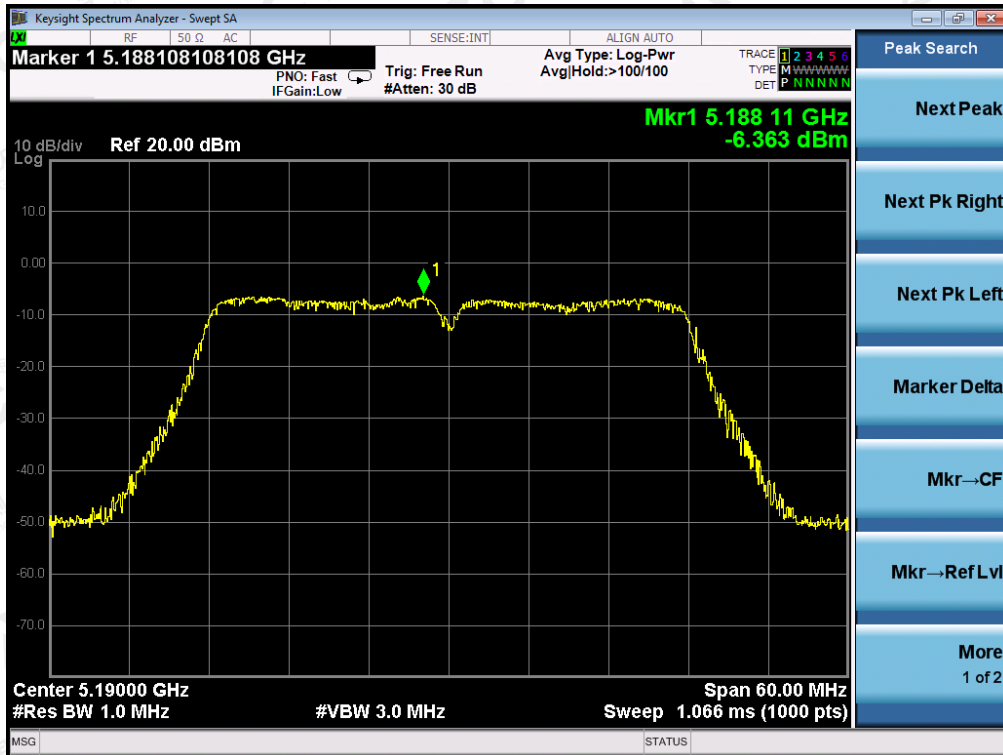 Keysight Spectrum Analyzer - Swept SA
LXI RF 50 Ω AC SENSE:INT ALIGN AUTO
Marker 1 5.188108108108 GHz
PNO: Fast
IFGain:Low
Trig: Free Run
#Atten: 30 dB
Avg Type: Log-Pwr
Avg|Hold:>100/100
TRACE 1 2 3 4 5 6
TYPE M WWWWW
DET P N N N N N
Mkr1 5.188 11 GHz
-6.363 dBm
10 dB/div Ref 20.00 dBm
Log
10.0
0.00
-10.0
-20.0
-30.0
-40.0
-50.0
-60.0
-70.0
1
Center 5.19000 GHz Span 60.00 MHz
#Res BW 1.0 MHz #VBW 3.0 MHz Sweep 1.066 ms (1000 pts)
MSG STATUS
Peak Search
Next Peak
Next Pk Right
Next Pk Left
Marker Delta
Mkr→CF
Mkr→Ref Lvl
More
1 of 2